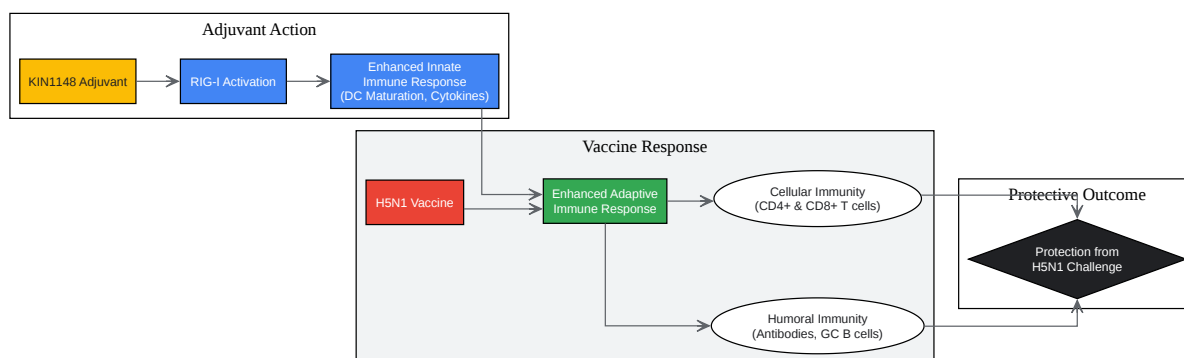 Adjuvant Action
KIN1148 Adjuvant
RIG-I Activation
Enhanced Innate
Immune Response
(DC Maturation, Cytokines)
Vaccine Response
H5N1 Vaccine
Enhanced Adaptive
Immune Response
Cellular Immunity
(CD4+ & CD8+ T cells)
Humoral Immunity
(Antibodies, GC B cells)
Protective Outcome
Protection from
H5N1 Challenge